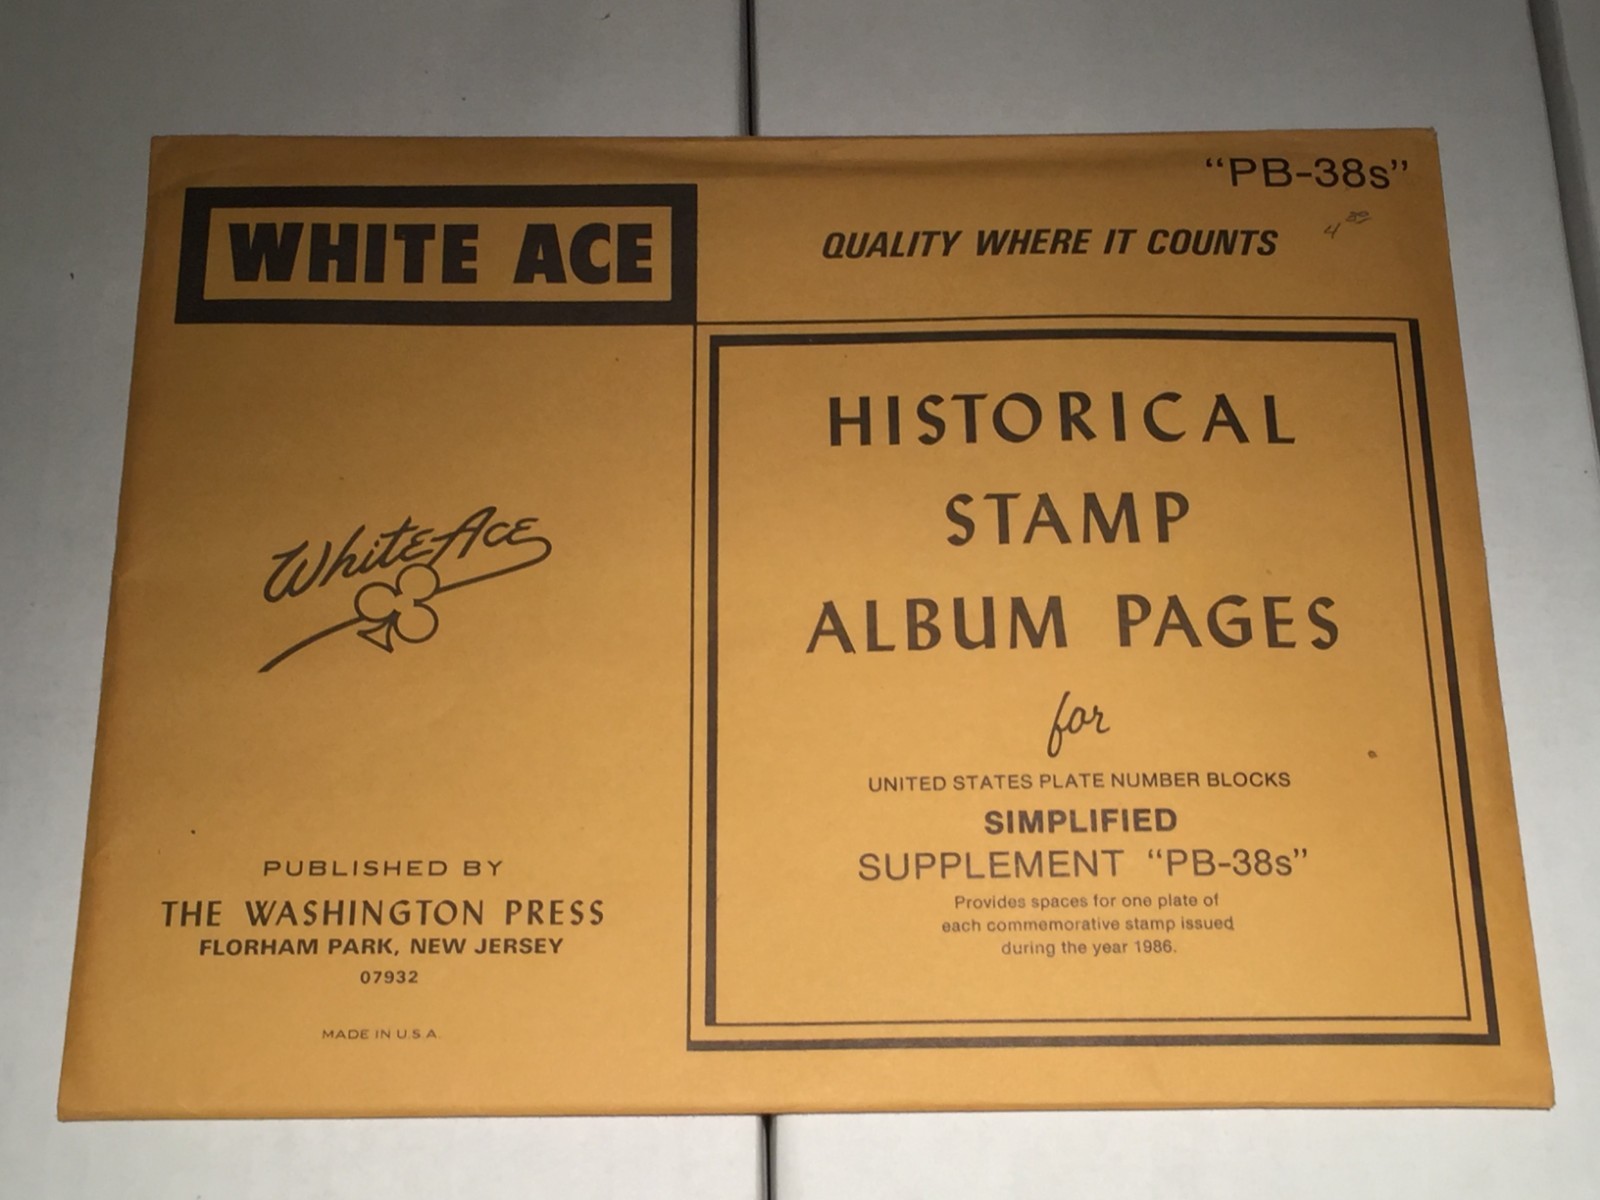 "PB-38s"
WHITE ACE
QUALITY WHERE IT COUNTS
4 80
White Ace
HISTORICAL
STAMP
ALBUM PAGES
for
UNITED STATES PLATE NUMBER BLOCKS
SIMPLIFIED
SUPPLEMENT "PB-38s"
Provides spaces for one plate of
each commemorative stamp issued
during the year 1986.
PUBLISHED BY
THE WASHINGTON PRESS
FLORHAM PARK, NEW JERSEY
07932
MADE IN U.S.A.